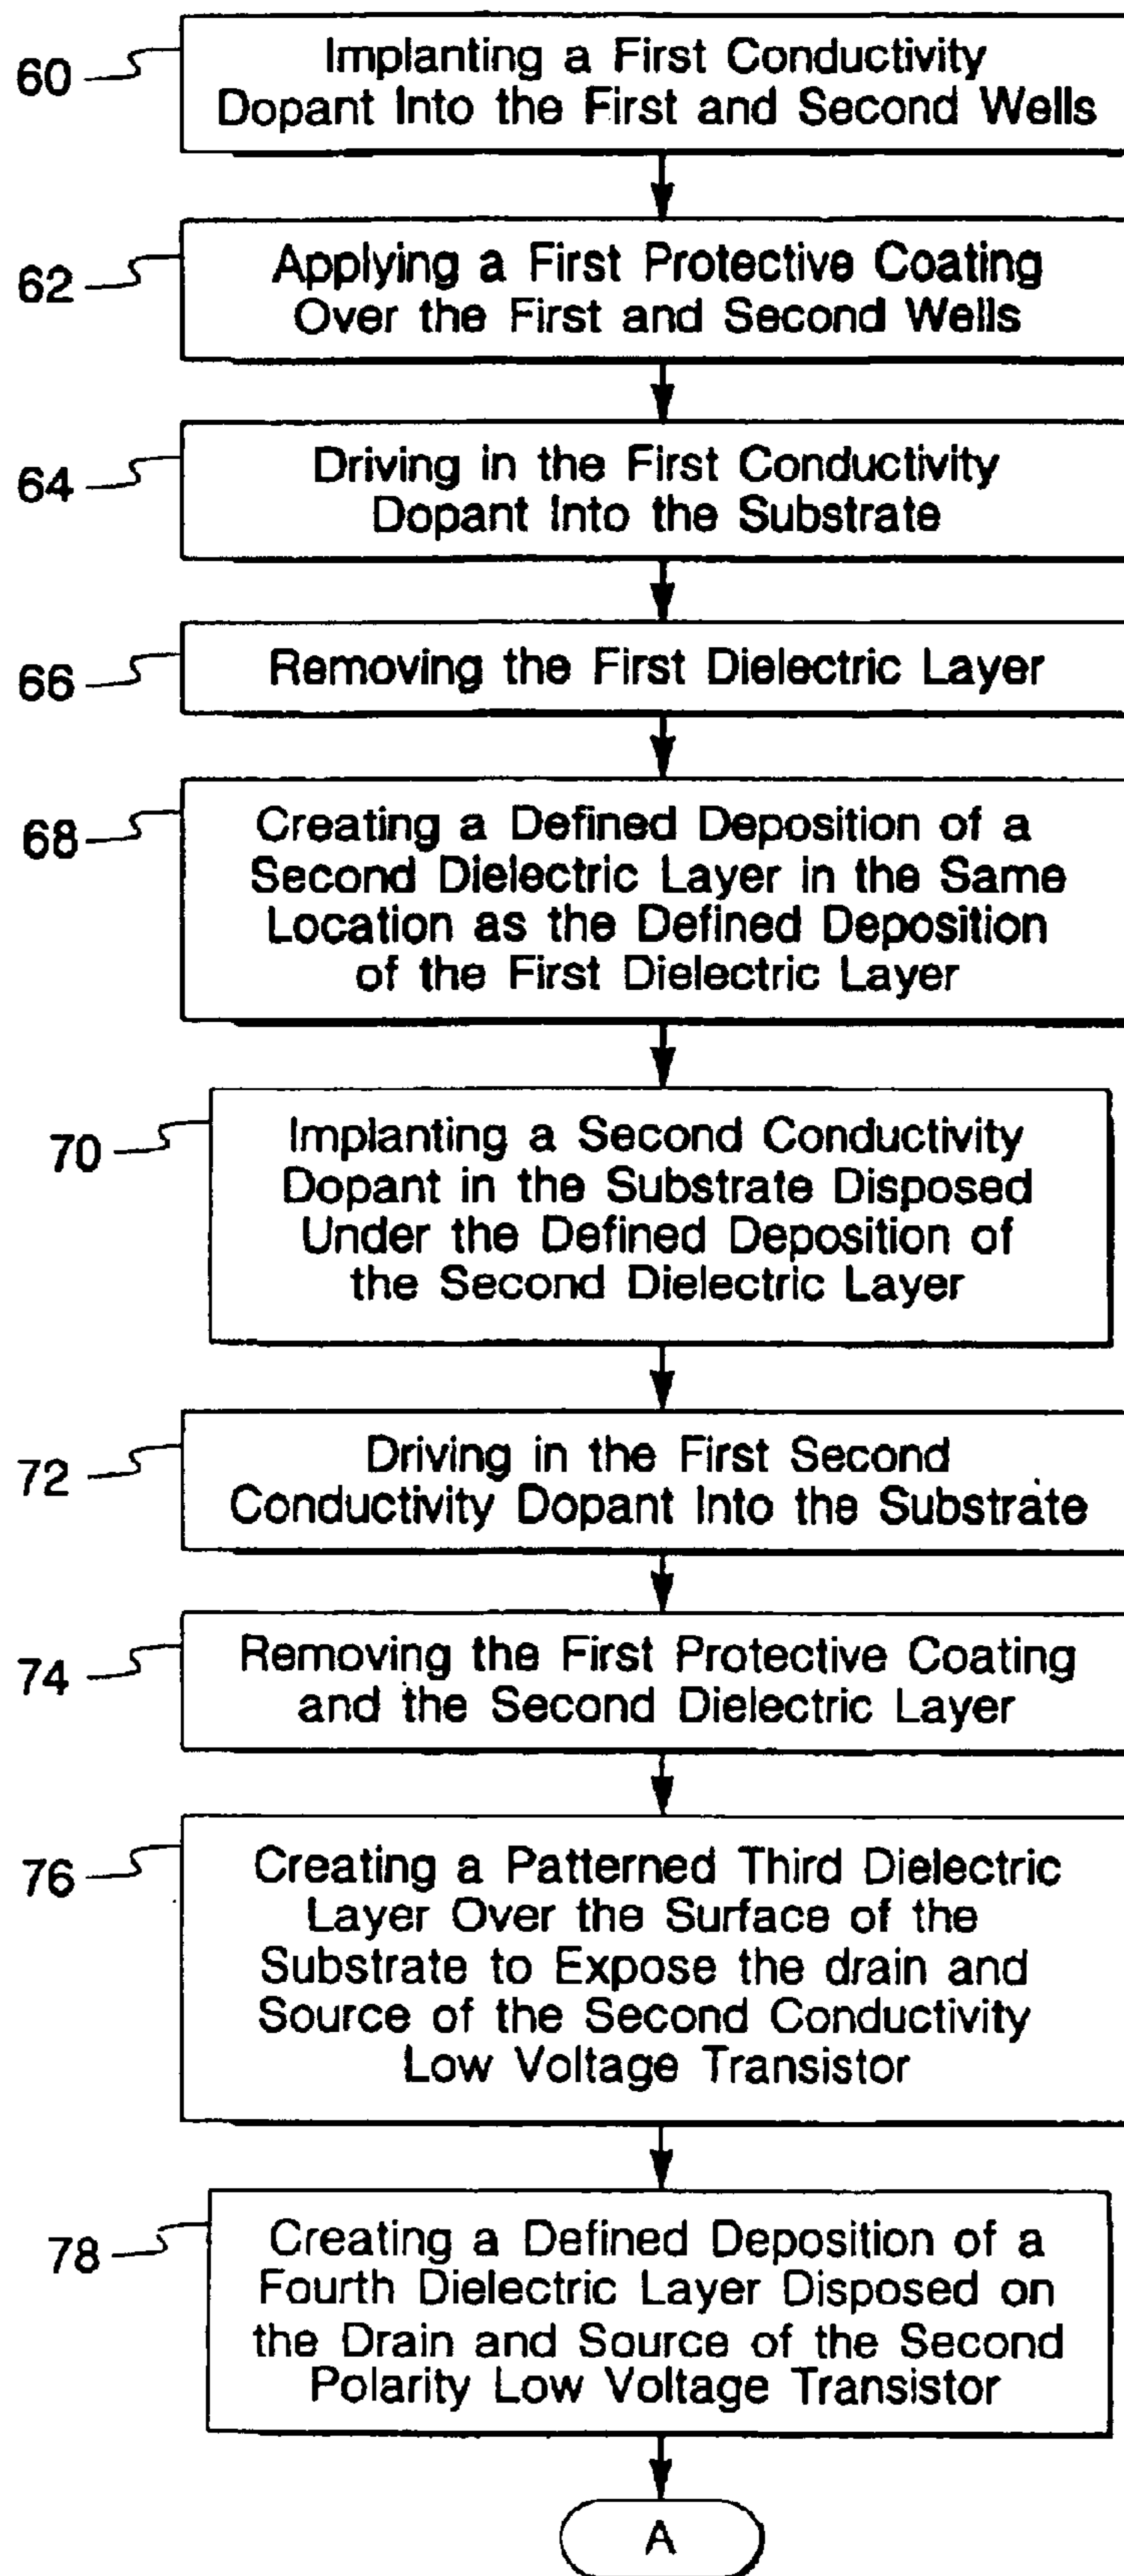 60
Implanting a First Conductivity
Dopant Into the First and Second Wells
62
Applying a First Protective Coating
Over the First and Second Wells
64
Driving in the First Conductivity
Dopant Into the Substrate
66
Removing the First Dielectric Layer
68
Creating a Defined Deposition of a
Second Dielectric Layer in the Same
Location as the Defined Deposition
of the First Dielectric Layer
70
Implanting a Second Conductivity
Dopant in the Substrate Disposed
Under the Defined Deposition of
the Second Dielectric Layer
72
Driving in the First Second
Conductivity Dopant Into the Substrate
74
Removing the First Protective Coating
and the Second Dielectric Layer
76
Creating a Patterned Third Dielectric
Layer Over the Surface of the
Substrate to Expose the drain and
Source of the Second Conductivity
Low Voltage Transistor
78
Creating a Defined Deposition of a
Fourth Dielectric Layer Disposed on
the Drain and Source of the Second
Polarity Low Voltage Transistor
A